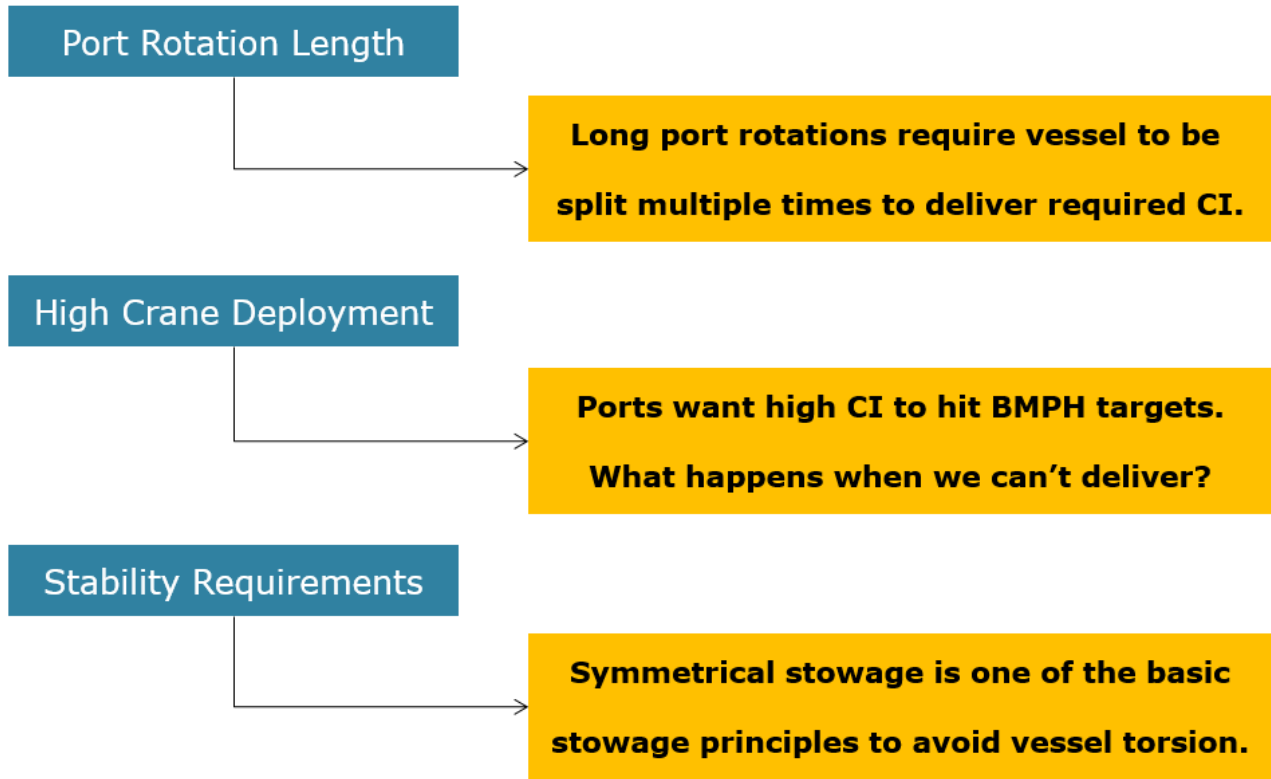 Port Rotation Length
Long port rotations require vessel to be
split multiple times to deliver required CI.
High Crane Deployment
Ports want high CI to hit BMPH targets.
What happens when we can’t deliver?
Stability Requirements
Symmetrical stowage is one of the basic
stowage principles to avoid vessel torsion.